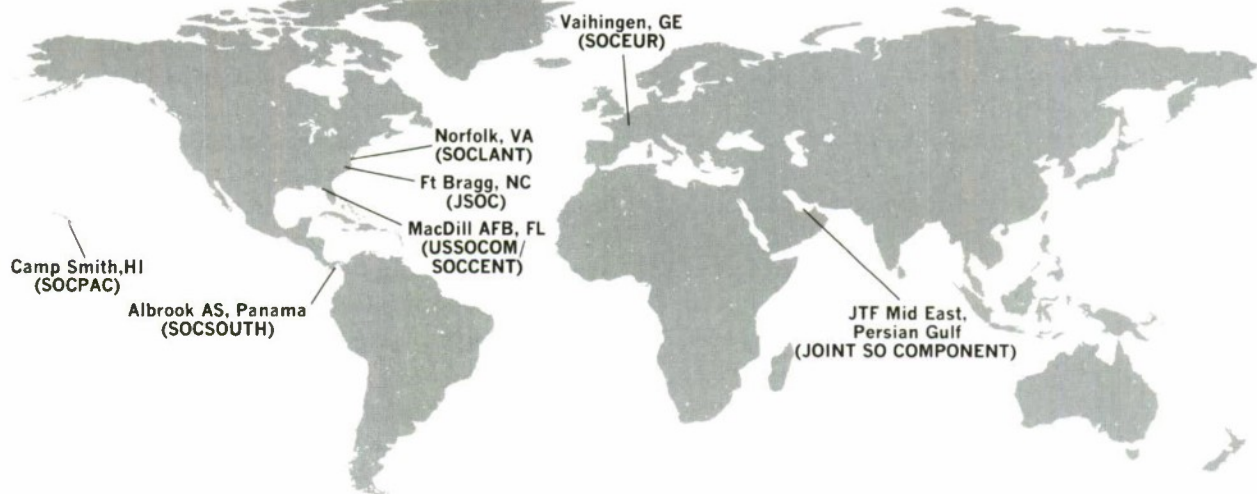 Vaihingen, GE
(SOCEUR)
Norfolk, VA
(SOCLANT)
Ft Bragg, NC
(JSOC)
MacDill AFB, FL
(USSOCOM/
SOCCENT)
Camp Smith,HI
(SOCPAC)
Albrook AS, Panama
(SOCSOUTH)
JTF Mid East,
Persian Gulf
(JOINT SO COMPONENT)